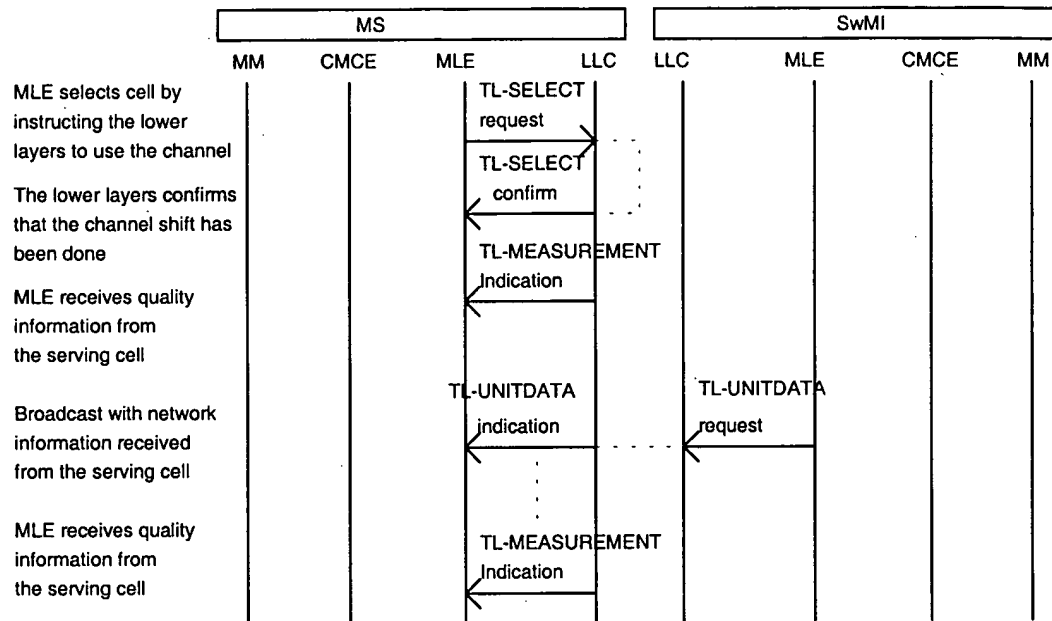 MS
SwMI
MM
CMCE
MLE
LLC
LLC
MLE
CMCE
MM
MLE selects cell by
instructing the lower
layers to use the channel
TL-SELECT
request
TL-SELECT
confirm
The lower layers confirms
that the channel shift has
been done
TL-MEASUREMENT
Indication
MLE receives quality
information from
the serving cell
TL-UNITDATA
indication
TL-UNITDATA
request
Broadcast with network
information received
from the serving cell
MLE receives quality
information from
the serving cell
TL-MEASUREMENT
Indication